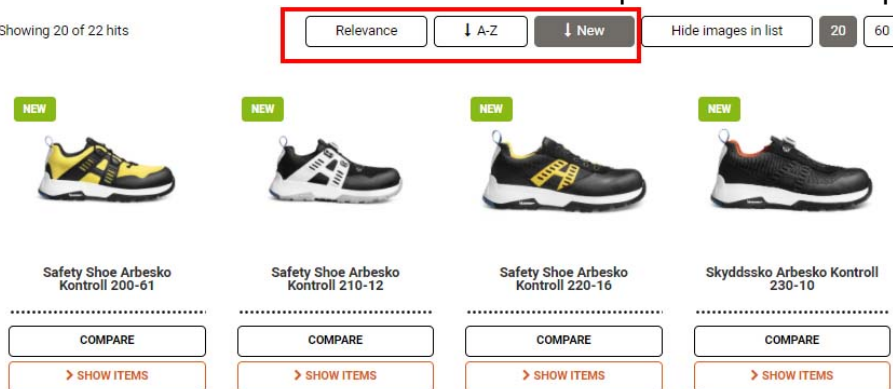 Showing 20 of 22 hits
Relevance
↓ A-Z
↓ New
Hide images in list
20
60
NEW
NEW
NEW
NEW
Safety Shoe Arbesko
Kontroll 200-61
Safety Shoe Arbesko
Kontroll 210-12
Safety Shoe Arbesko
Kontroll 220-16
Skyddssko Arbesko Kontroll
230-10
COMPARE
COMPARE
COMPARE
COMPARE
> SHOW ITEMS
> SHOW ITEMS
> SHOW ITEMS
> SHOW ITEMS